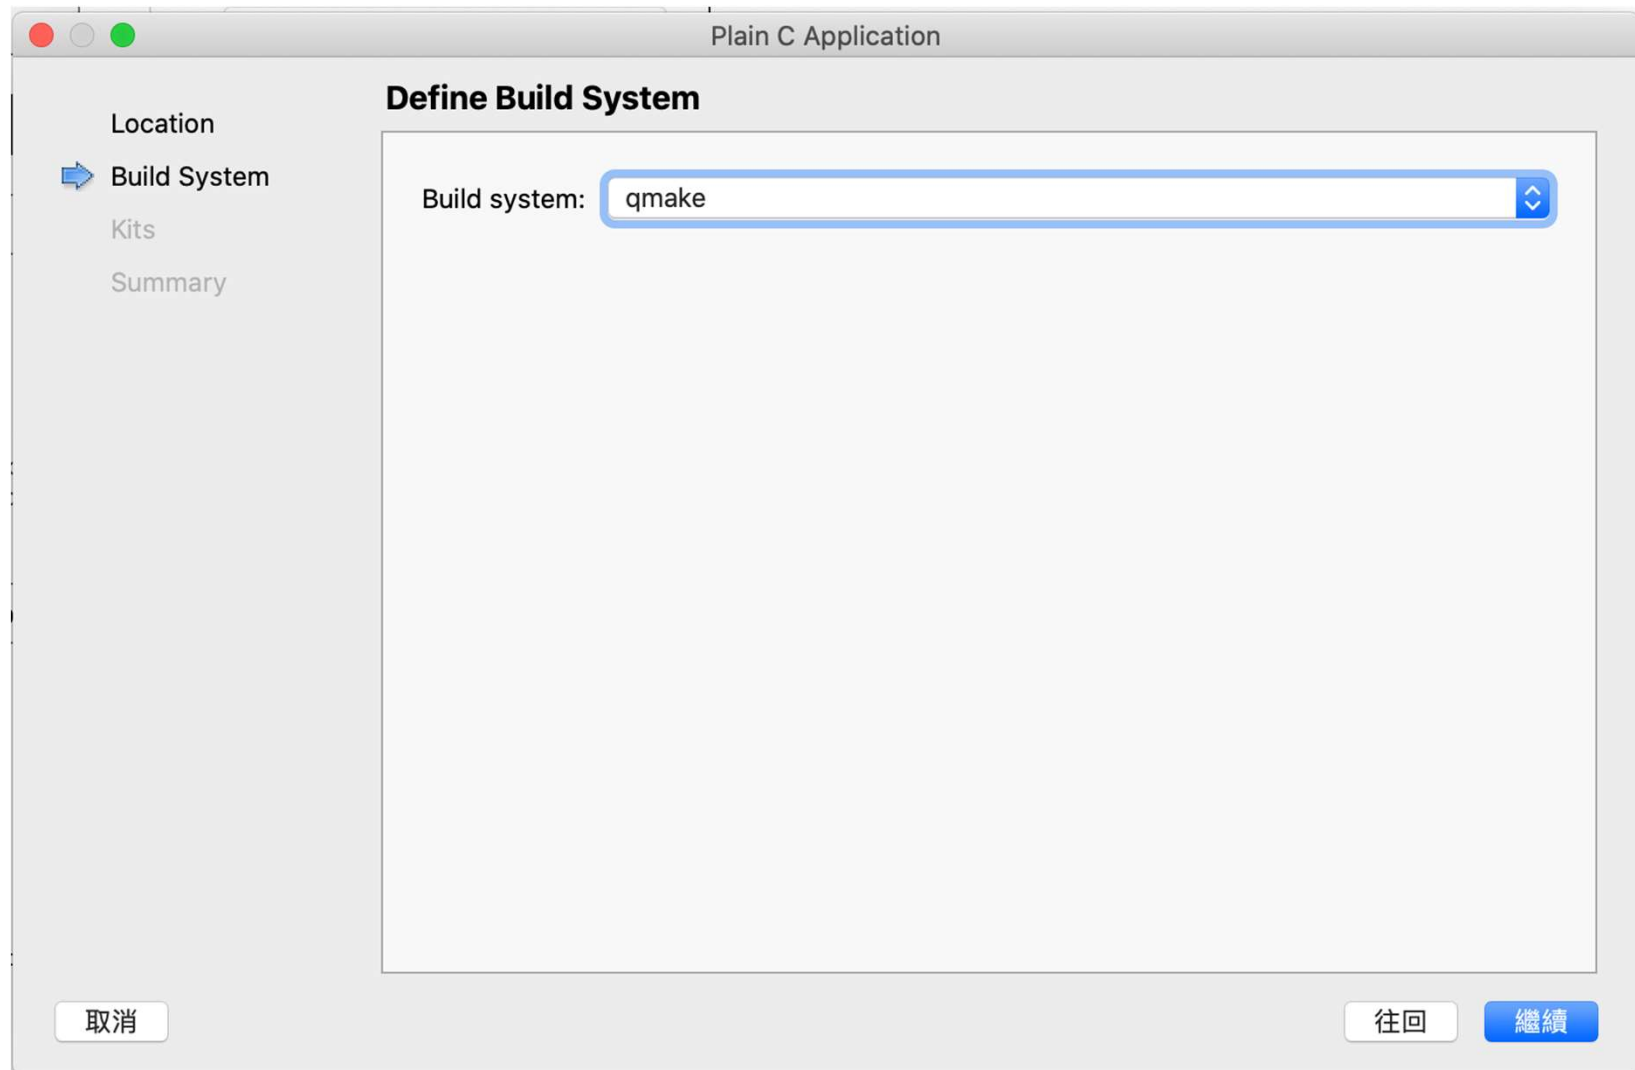 Plain C Application
Location
Build System
Kits
Summary
Define Build System
Build system: qmake
取消
往回
繼續